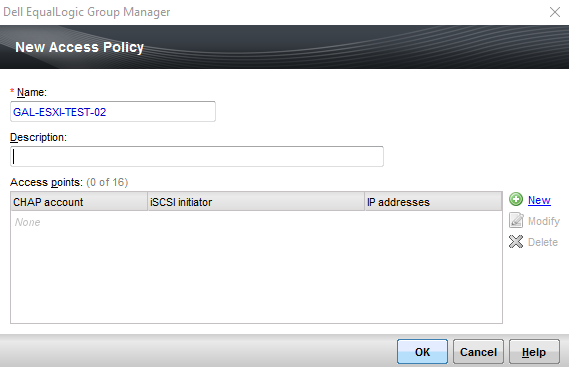 Dell EqualLogic Group Manager
New Access Policy
* Name:
GAL-ESXI-TEST-02
Description:
Access points: (0 of 16)
CHAP account iSCSI initiator IP addresses
None
New
Modify
Delete
OK Cancel Help